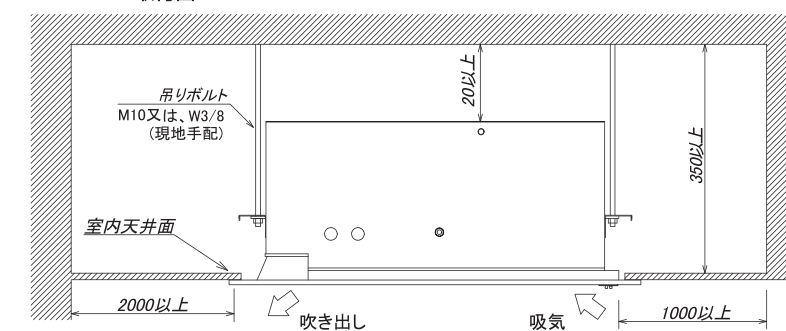 吊りボルト
M10又は、W3/8
(現地手配)
20以上
350以上
室内天井面
2000以上
吹き出し
吸気
1000以上